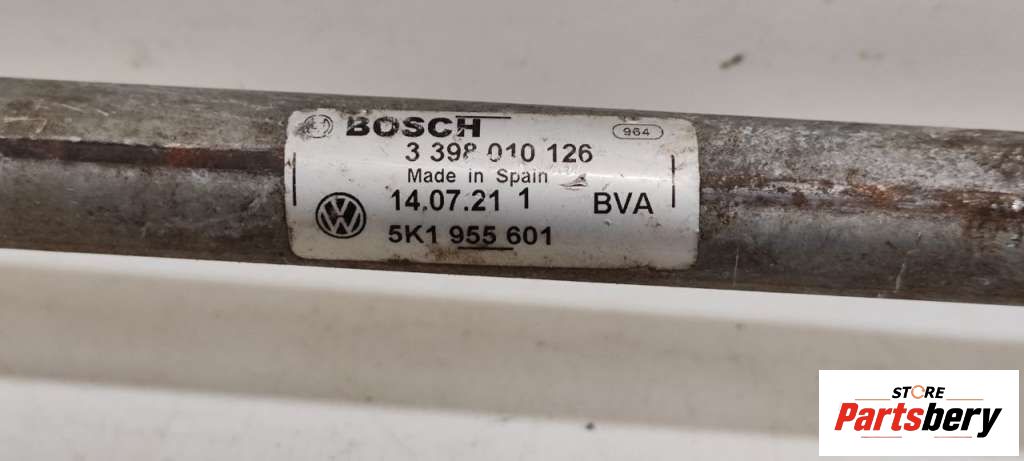 BOSCH 964
3 398 010 126
Made in Spain
14.07.21 1 BVA
VW
5K1 955 601
STORE
Partsbery